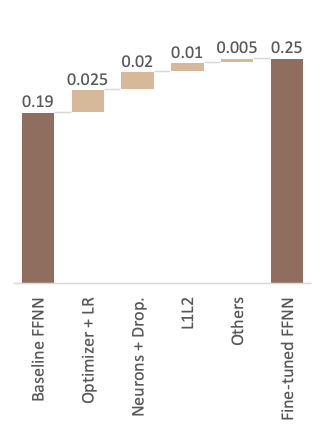 0.19
0.025
0.02
0.01
0.005
0.25
Baseline FFNN
Optimizer + LR
Neurons + Drop.
L1L2
Others
Fine-tuned FFNN